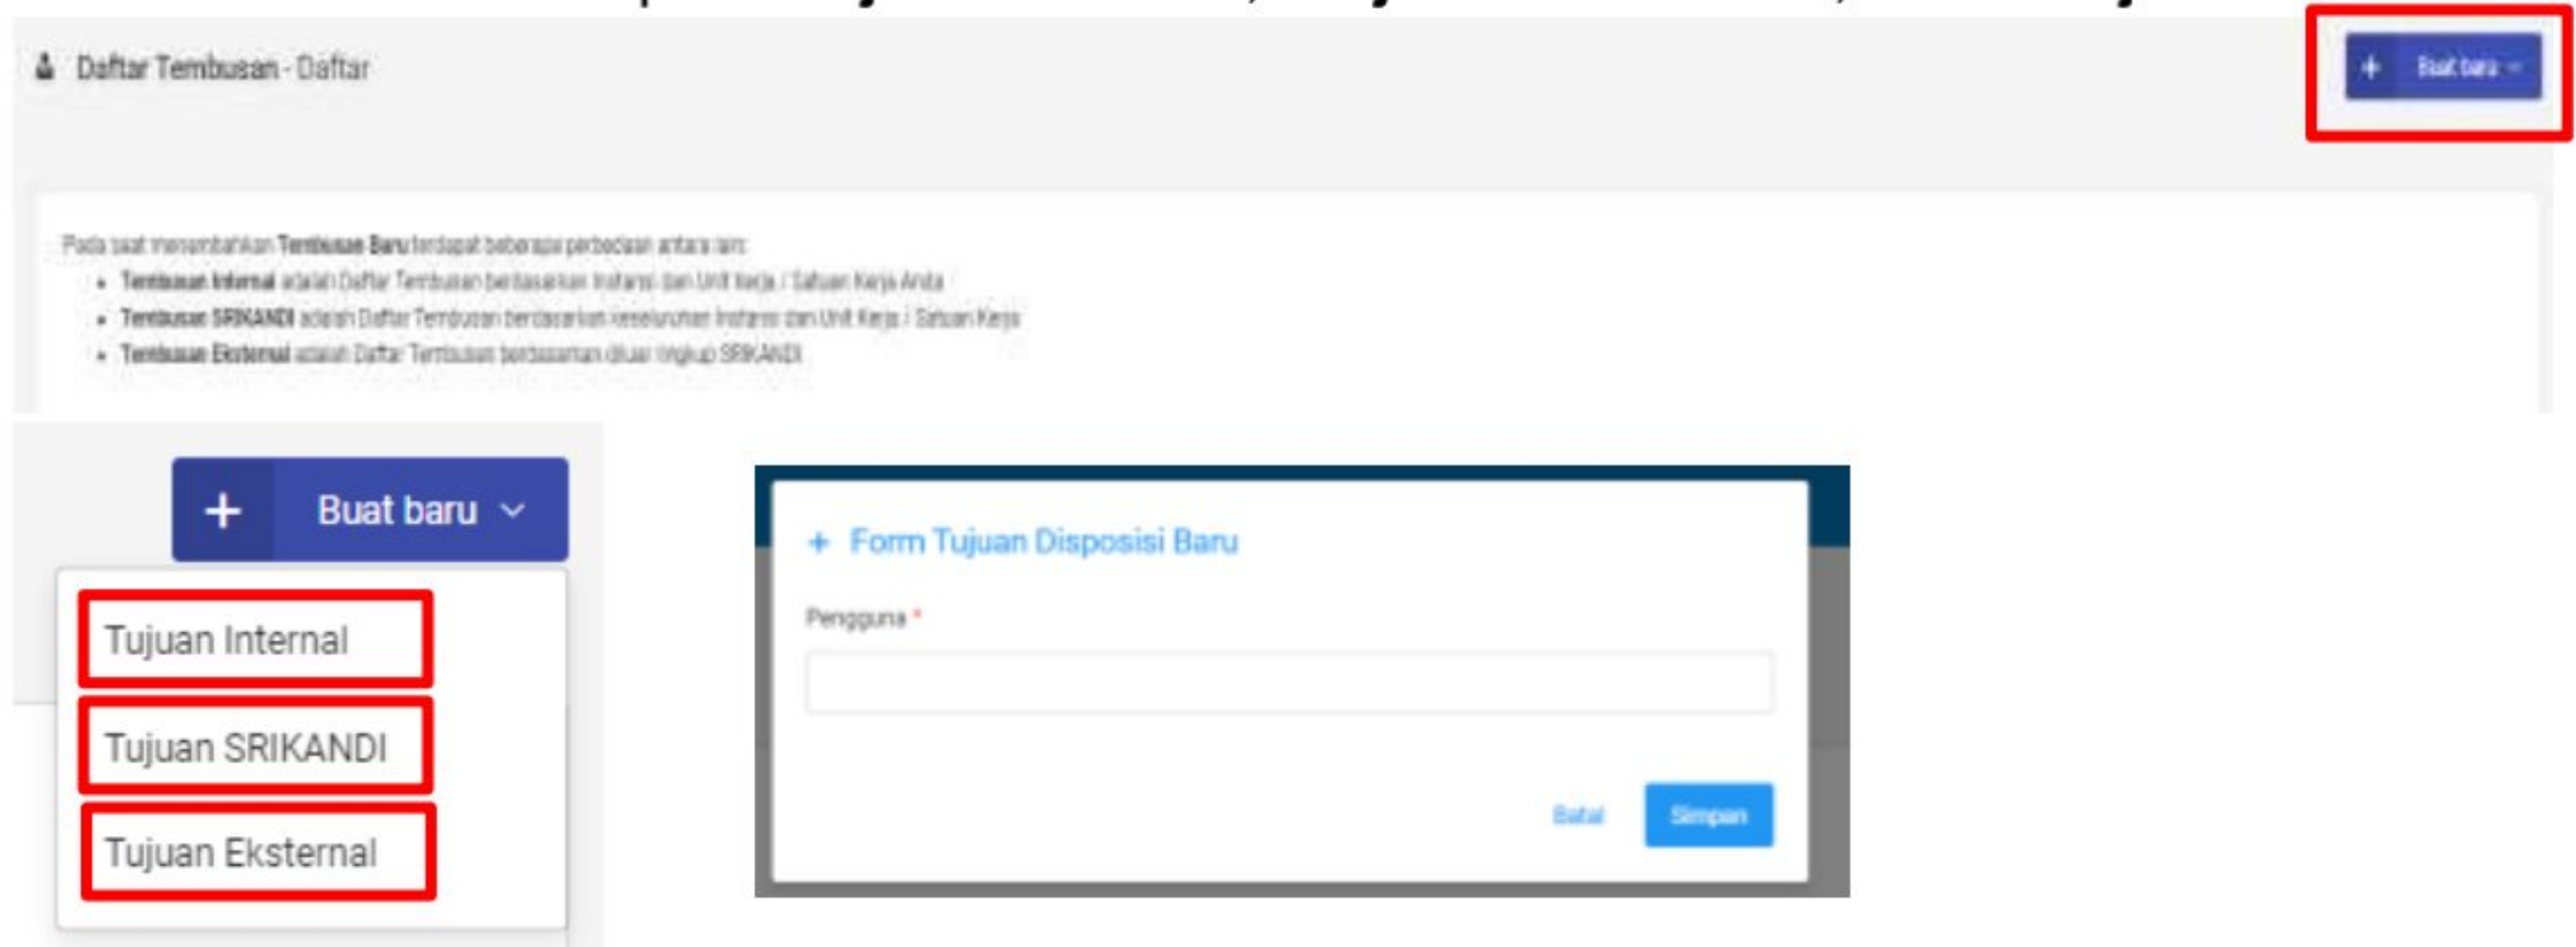 Daftar Tembusan - Daftar
+ Buat baru
Pada saat menambahkan Tembusan Baru terdapat beberapa perbedaan antara lain:
• Tembusan Internal adalah Daftar Tembusan berdasarkan Instansi dan Unit Kerja / Satuan Kerja Anda
• Tembusan SRIKANDI adalah Daftar Tembusan berdasarkan keseluruhan Instansi dan Unit Kerja / Satuan Kerja
• Tembusan Eksternal adalah Daftar Tembusan berdasarkan diluar lingkup SRIKANDI
+ Buat baru
Tujuan Internal
Tujuan SRIKANDI
Tujuan Eksternal
+ Form Tujuan Disposisi Baru
Pengguna *
Batal Simpan